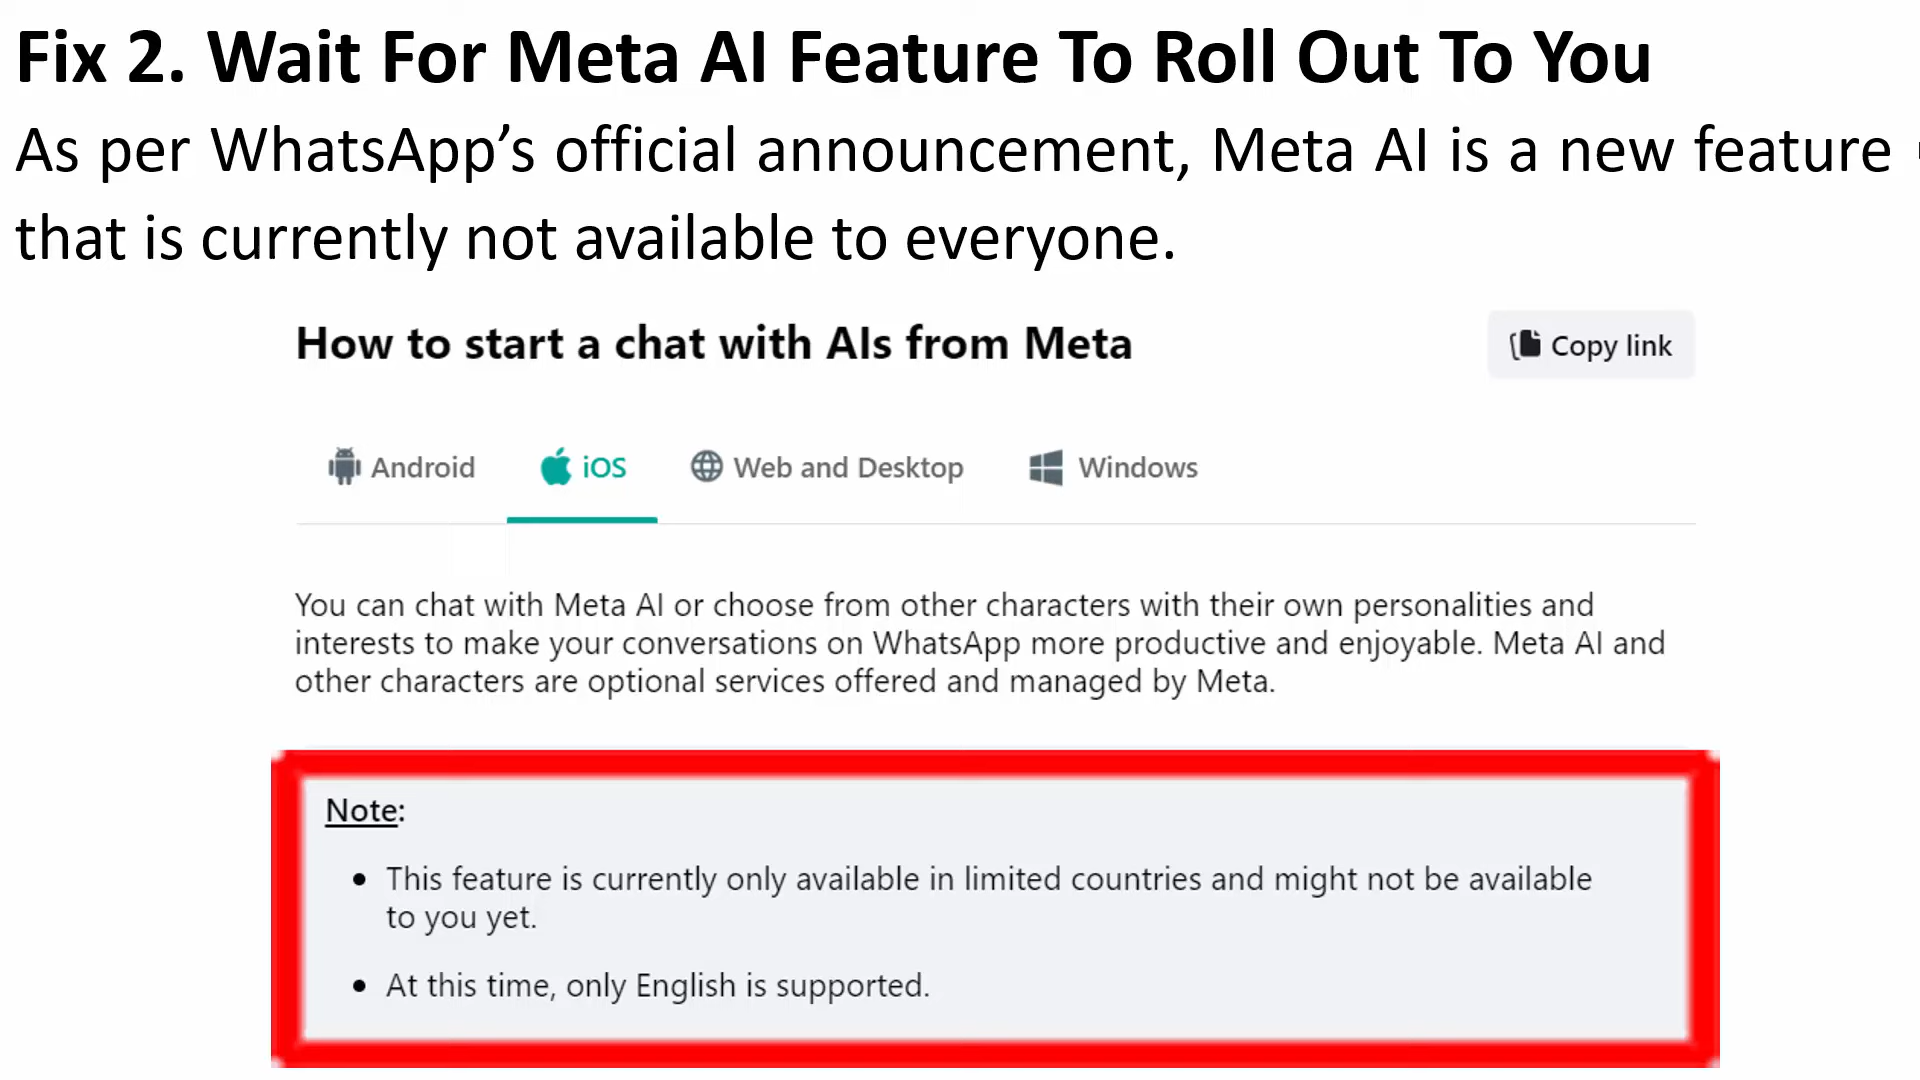 Fix 2. Wait For Meta AI Feature To Roll Out To You
As per WhatsApp’s official announcement, Meta AI is a new feature
that is currently not available to everyone.
How to start a chat with AIs from Meta
Copy link
Android iOS Web and Desktop Windows
You can chat with Meta AI or choose from other characters with their own personalities and
interests to make your conversations on WhatsApp more productive and enjoyable. Meta AI and
other characters are optional services offered and managed by Meta.
Note:
• This feature is currently only available in limited countries and might not be available
to you yet.
• At this time, only English is supported.